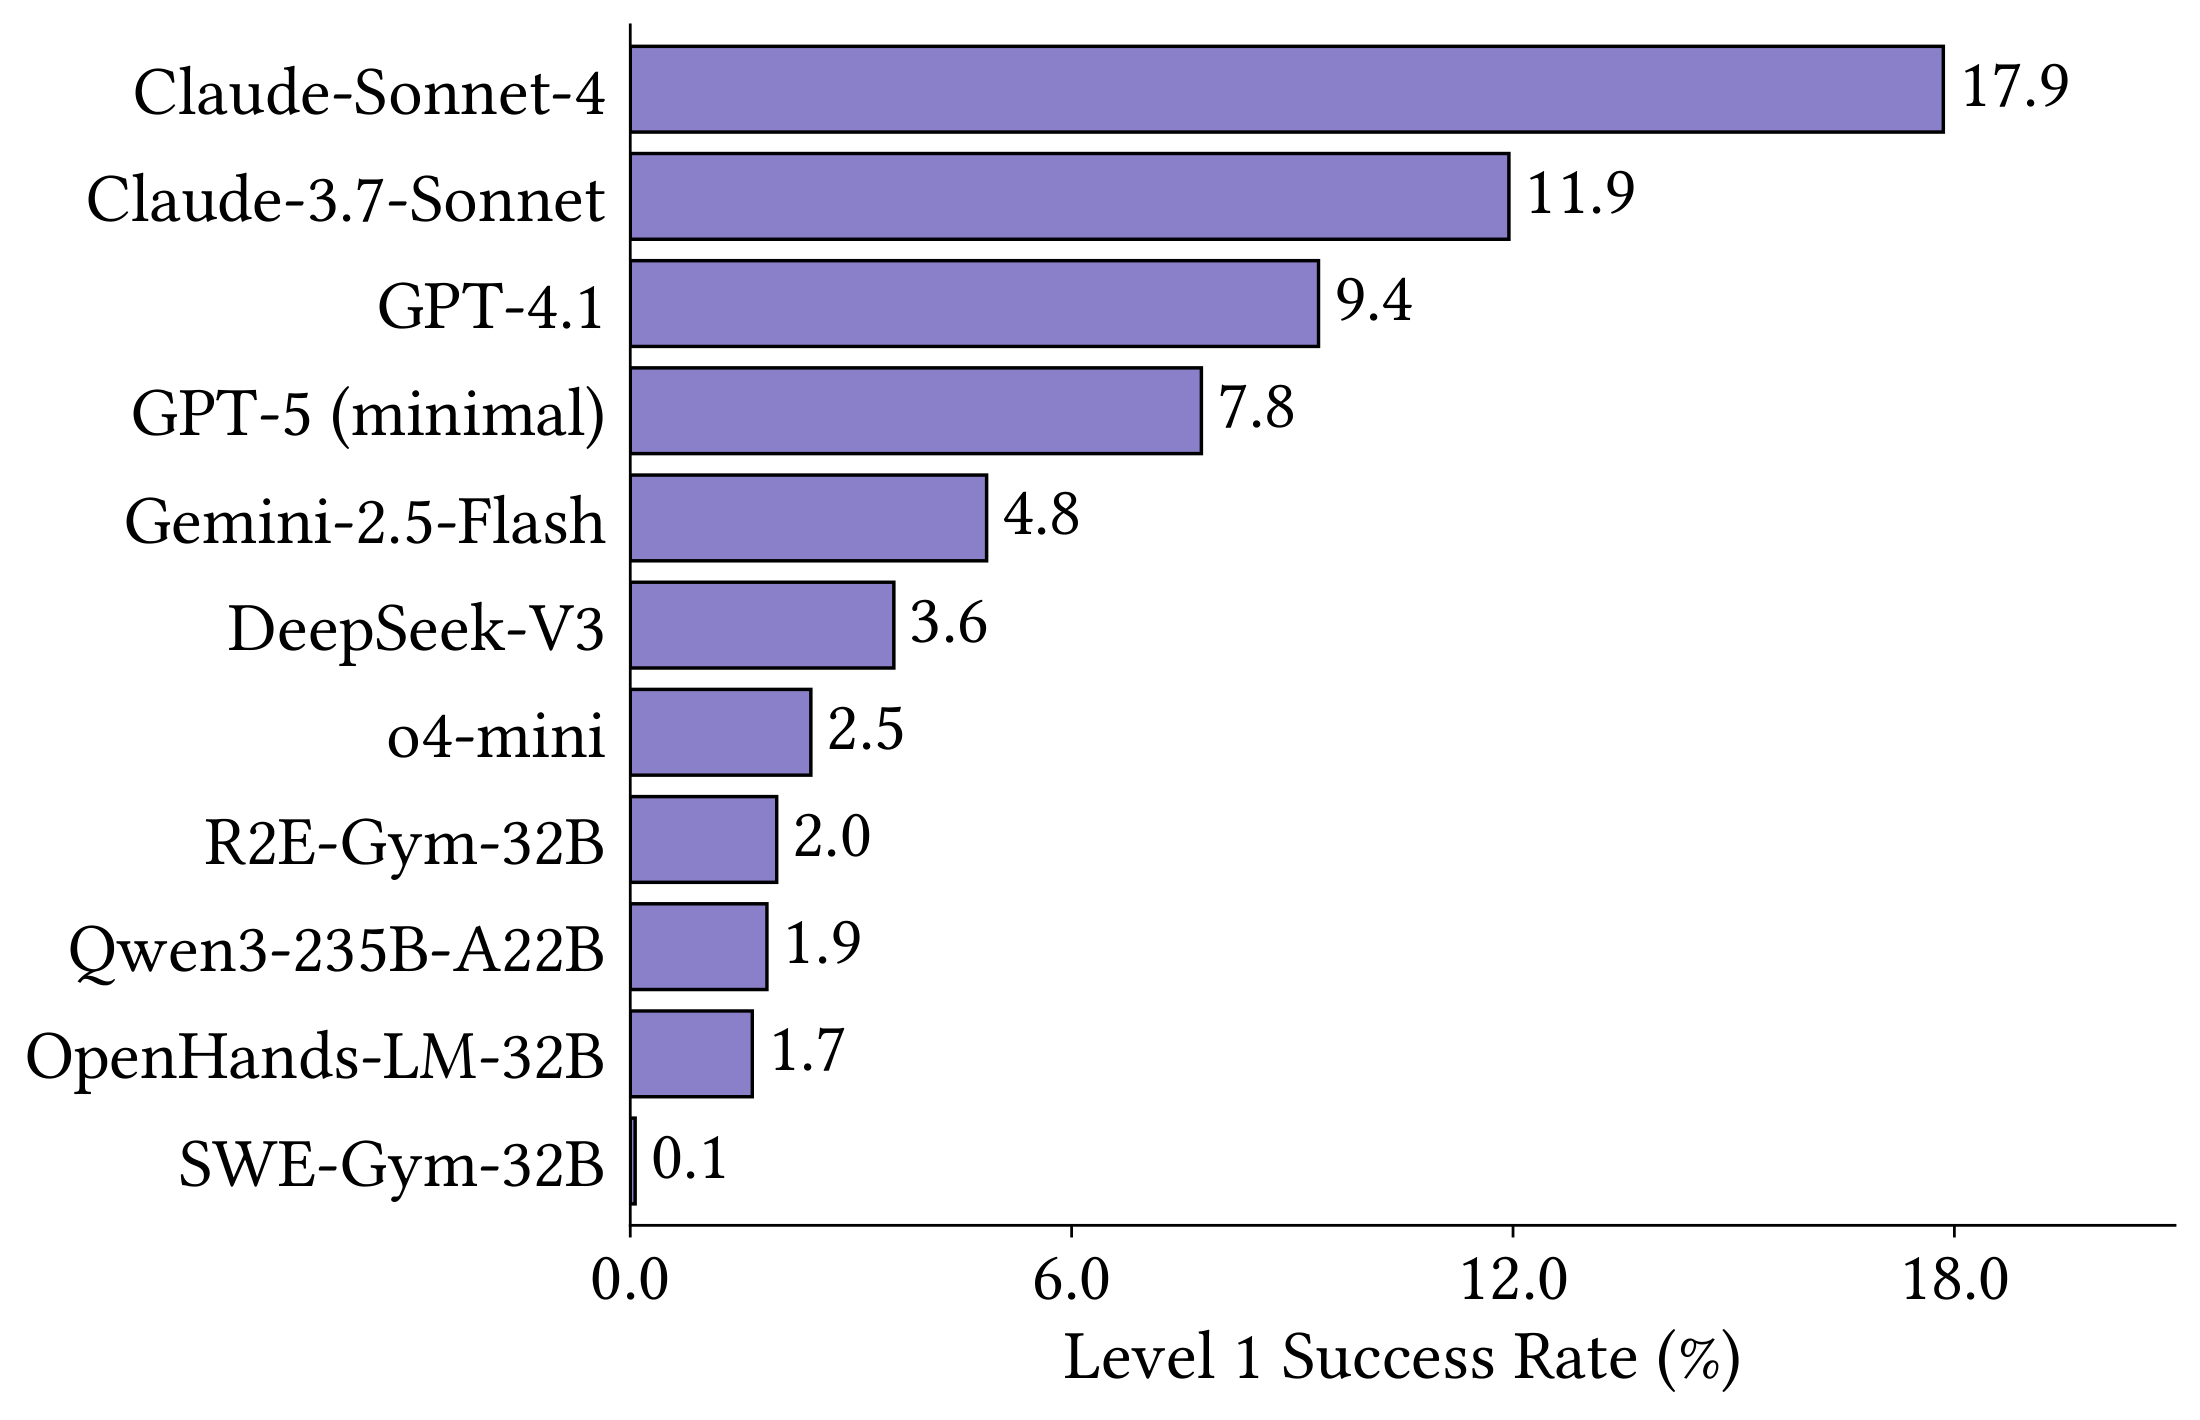 Claude-Sonnet-4 17.9
Claude-3.7-Sonnet 11.9
GPT-4.1 9.4
GPT-5 (minimal) 7.8
Gemini-2.5-Flash 4.8
DeepSeek-V3 3.6
o4-mini 2.5
R2E-Gym-32B 2.0
Qwen3-235B-A22B 1.9
OpenHands-LM-32B 1.7
SWE-Gym-32B 0.1
0.0 6.0 12.0 18.0
Level 1 Success Rate (%)